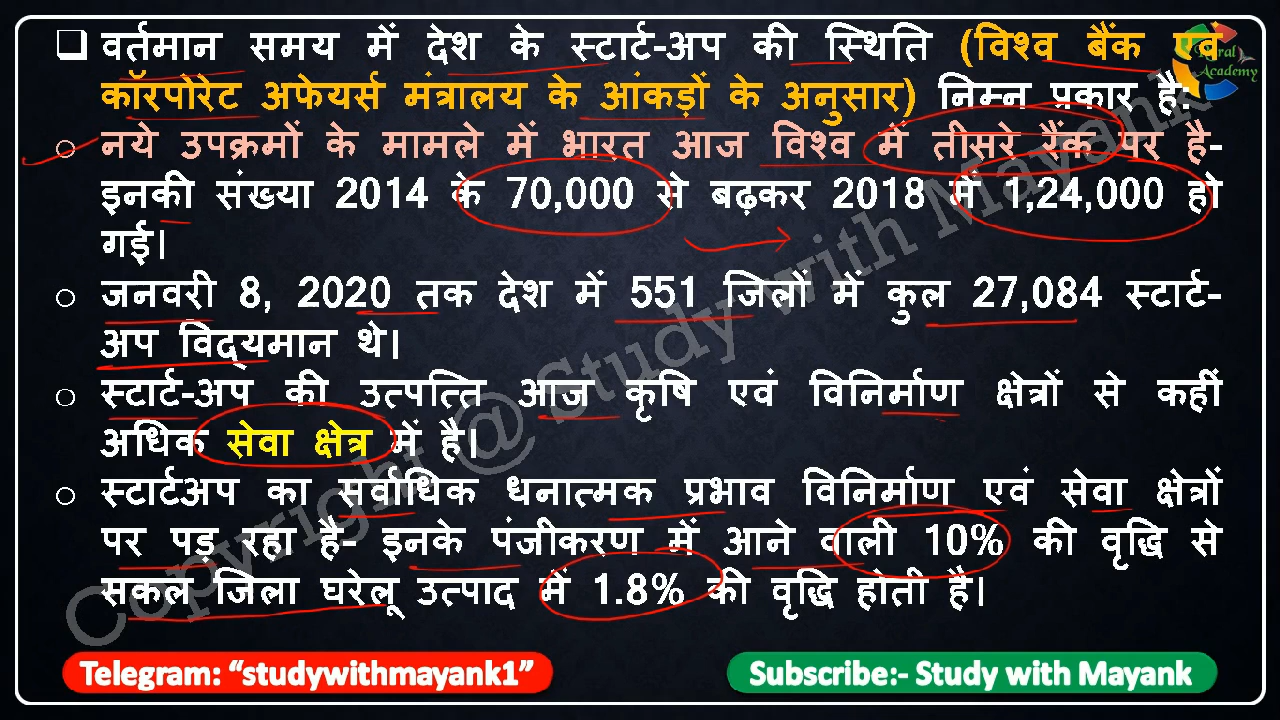 ❑ वर्तमान समय में देश के स्टार्ट-अप की स्थिति (विश्व बैंक एवं
कॉरपोरेट अफेयर्स मंत्रालय के आंकड़ों के अनुसार) निम्न प्रकार है:
o नये उपक्रमों के मामले में भारत आज विश्व में तीसरे रैंक पर है-
इनकी संख्या 2014 के 70,000 से बढ़कर 2018 में 1,24,000 हो
गई।
o जनवरी 8, 2020 तक देश में 551 जिलों में कुल 27,084 स्टार्ट-
अप विद्यमान थे।
o स्टार्ट-अप की उत्पत्ति आज कृषि एवं विनिर्माण क्षेत्रों से कहीं
अधिक सेवा क्षेत्र में है।
o स्टार्टअप का सर्वाधिक धनात्मक प्रभाव विनिर्माण एवं सेवा क्षेत्रों
पर पड़ रहा है- इनके पंजीकरण में आने वाली 10% की वृद्धि से
सकल जिला घरेलू उत्पाद में 1.8% की वृद्धि होती है।
Copyright @ Study with Mayank
Academy
Telegram: “studywithmayank1”
Subscribe:- Study with Mayank